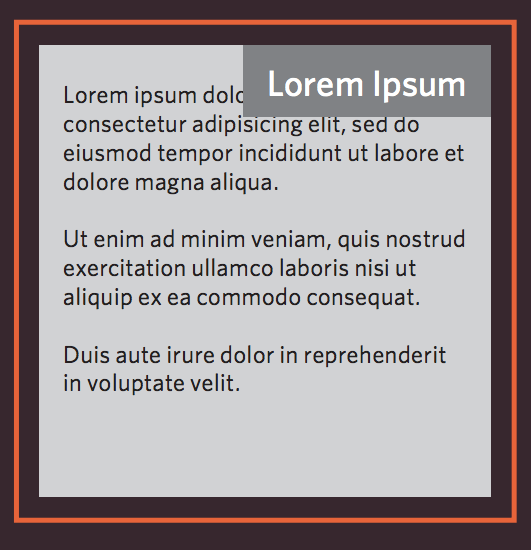 Lorem Ipsum
Lorem ipsum
consectetur adipisicing elit, sed do
eiusmod tempor incididunt ut labore et
dolore magna aliqua.
Ut enim ad minim veniam, quis nostrud
exercitation ullamco laboris nisi ut
aliquip ex ea commodo consequat.
Duis aute irure dolor in reprehenderit
in voluptate velit.